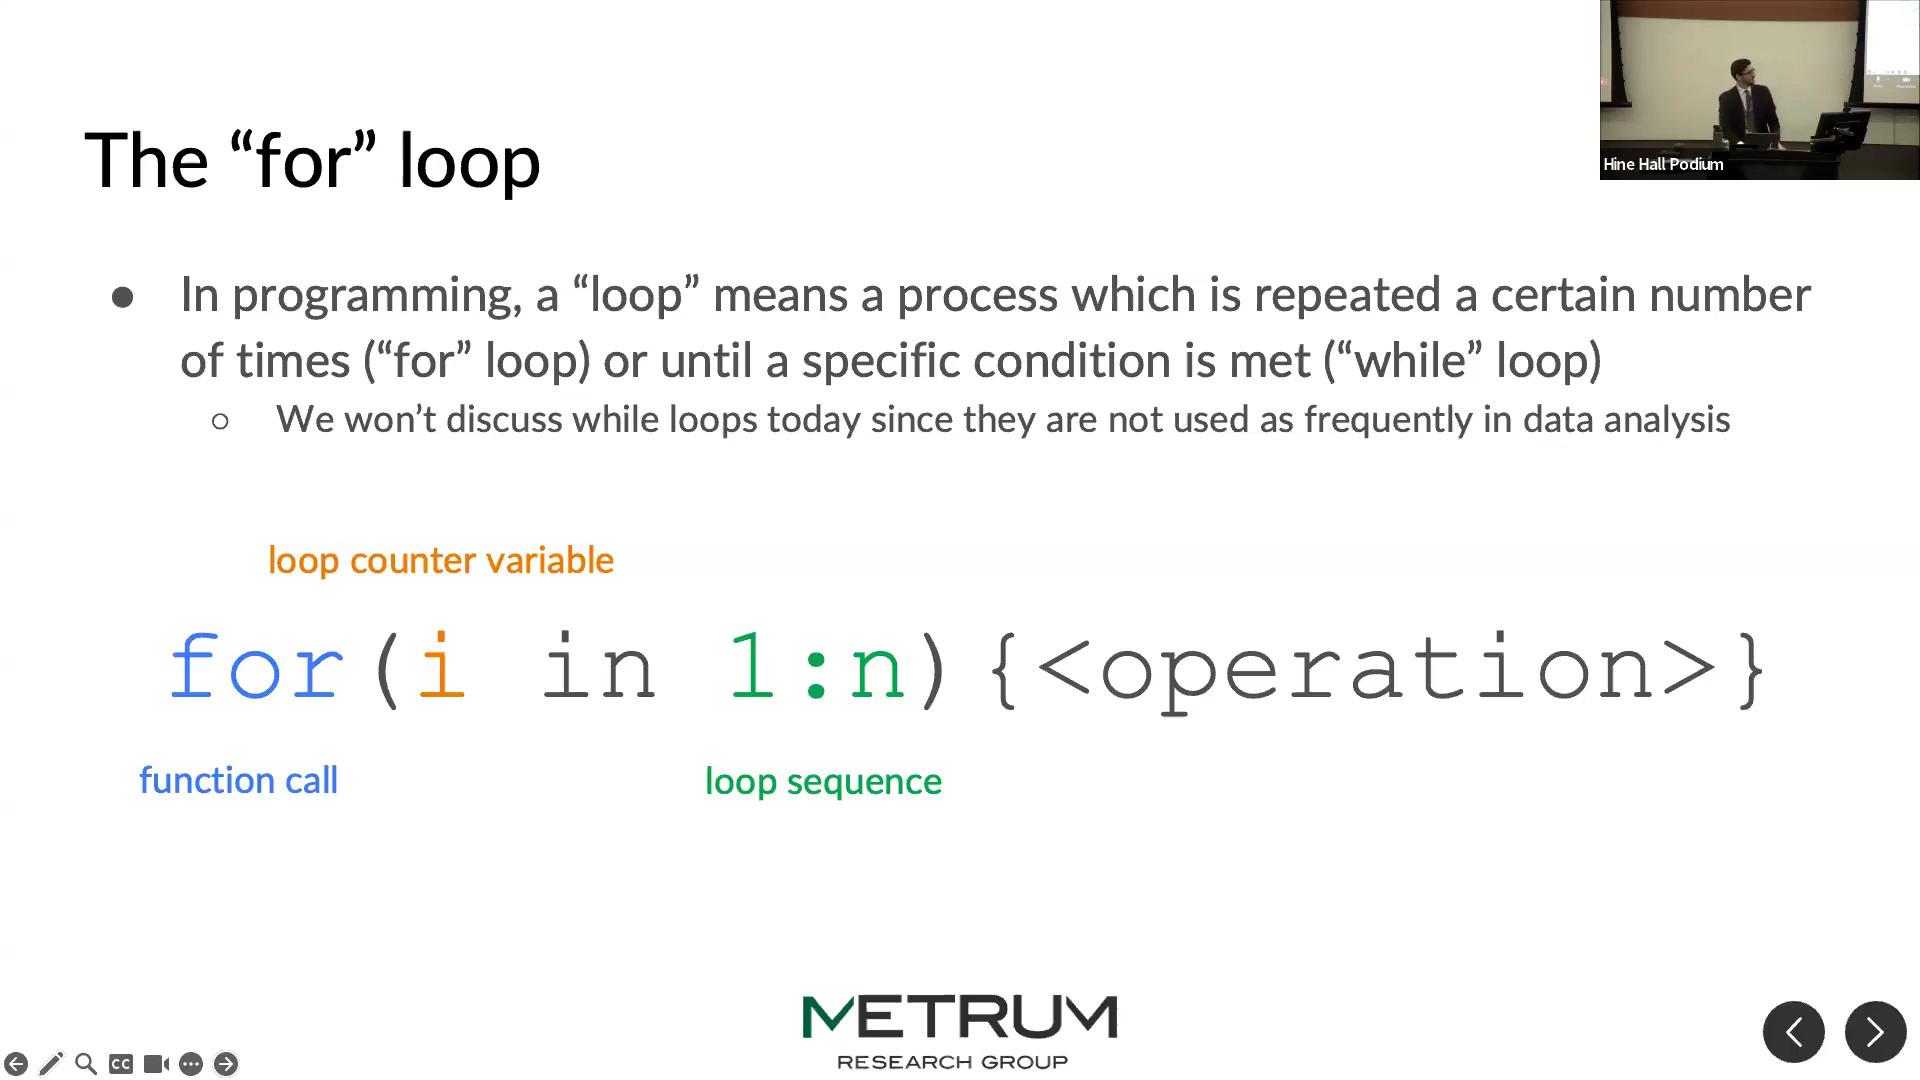 Hine Hall Podium
The “for” loop
● In programming, a “loop” means a process which is repeated a certain number
of times (“for” loop) or until a specific condition is met (“while” loop)
○ We won’t discuss while loops today since they are not used as frequently in data analysis
loop counter variable
for(i in 1:n){<operation>}
function call
loop sequence
METRUM
RESEARCH GROUP
CC